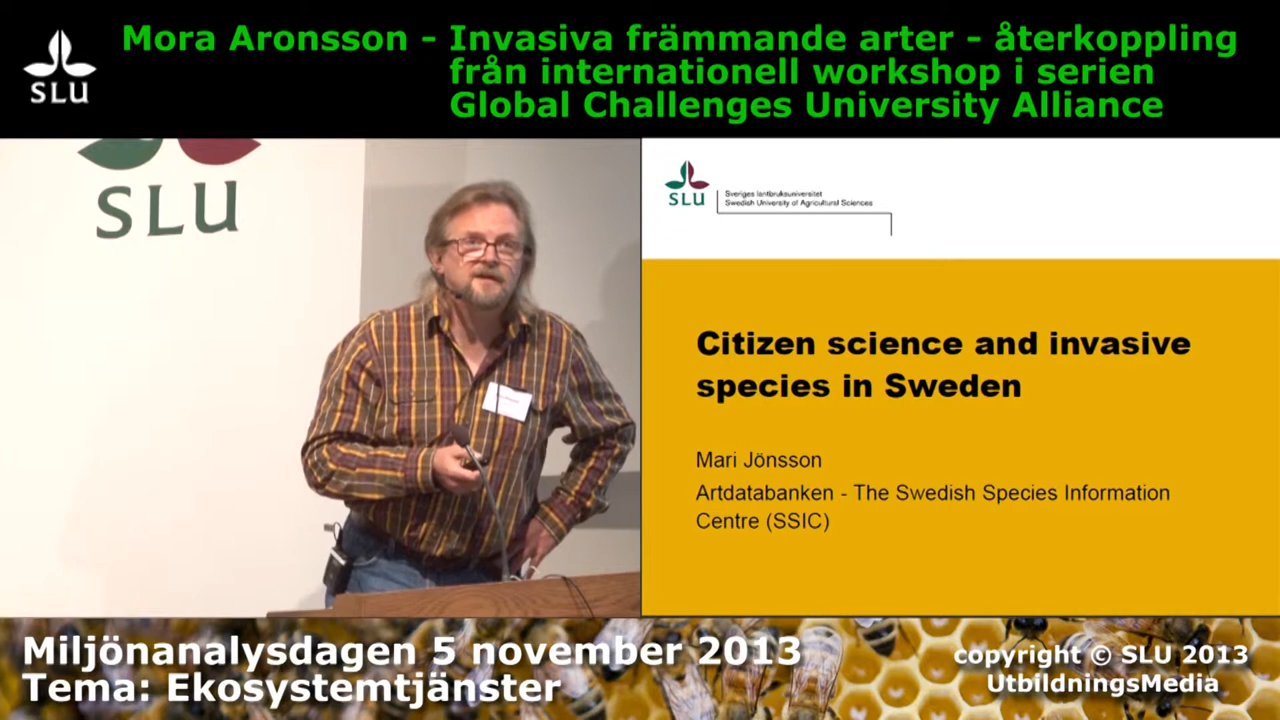 Mora Aronsson - Invasiva främmande arter - återkoppling
från internationell workshop i serien
Global Challenges University Alliance
SLU
SLU
SLU
Sveriges lantbruksuniversitet
Swedish University of Agricultural Sciences
Citizen science and invasive
species in Sweden
Mari Jönsson
Artdatabanken - The Swedish Species Information
Centre (SSIC)
Miljönanalysdagen 5 november 2013
Tema: Ekosystemtjänster
copyright © SLU 2013
UtbildningsMedia